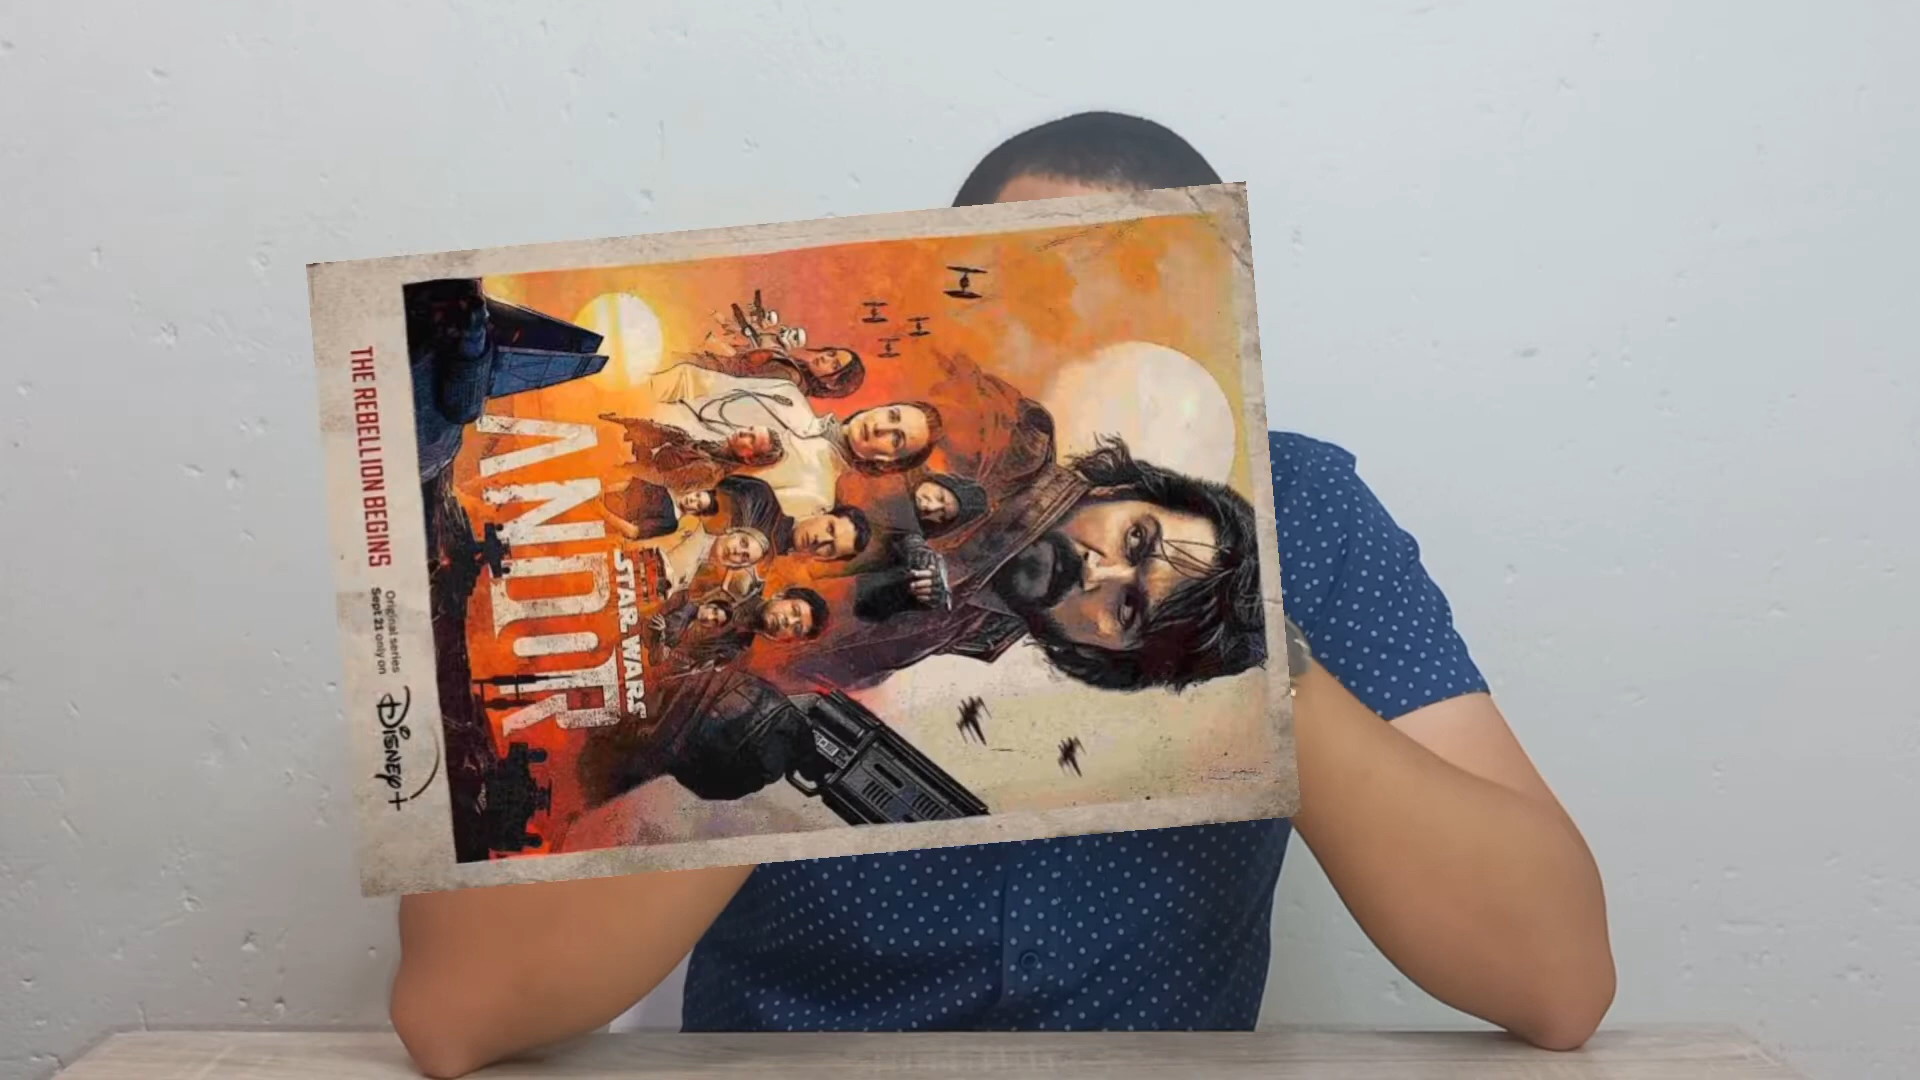 STAR WARS
ANDOR
THE REBELLION BEGINS
Original series
Sept 21 only on
Disney+